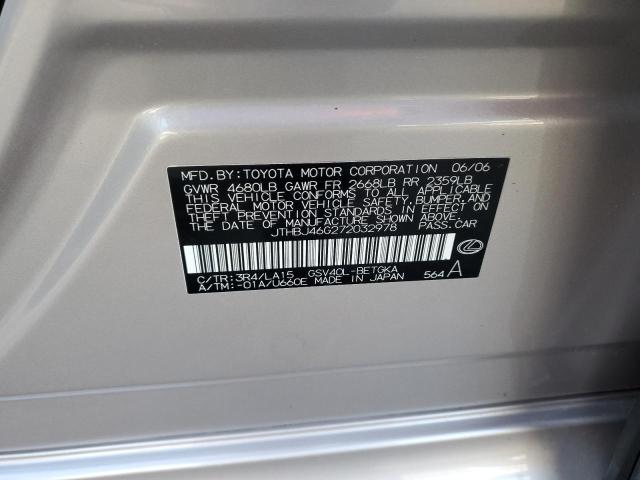 MFD.BY:TOYOTA MOTOR CORPORATION 06/06
GVWR 4680LB GAWR FR 2668LB RR 2359LB
THIS VEHICLE CONFORMS TO ALL APPLICABLE
FEDERAL MOTOR VEHICLE SAFETY, BUMPER, AND
THEFT PREVENTION STANDARDS IN EFFECT ON
THE DATE OF MANUFACTURE SHOWN ABOVE.
JTHBJ46G272032978 PASS.CAR
C/TR:3R4/LA15 GSV40L-BETGKA
A/TM:-01A/U660E MADE IN JAPAN 564 A